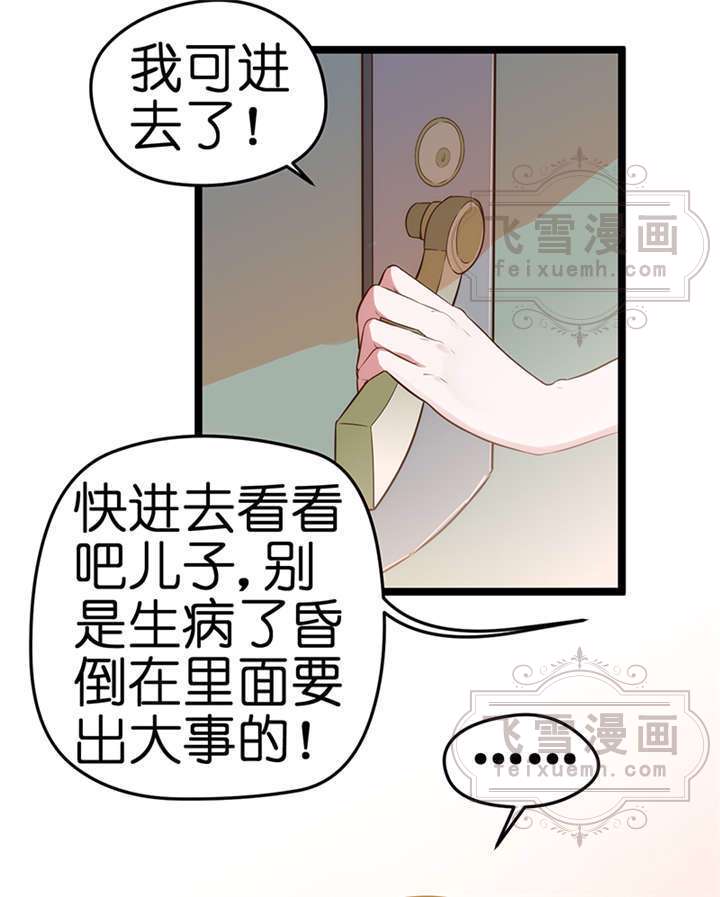 我可进
去了！
飞雪漫画
feixuemh.com
快进去看看
吧儿子，别
是生病了昏
倒在里面要
出大事的！
飞雪漫画
······
feixuemh.com